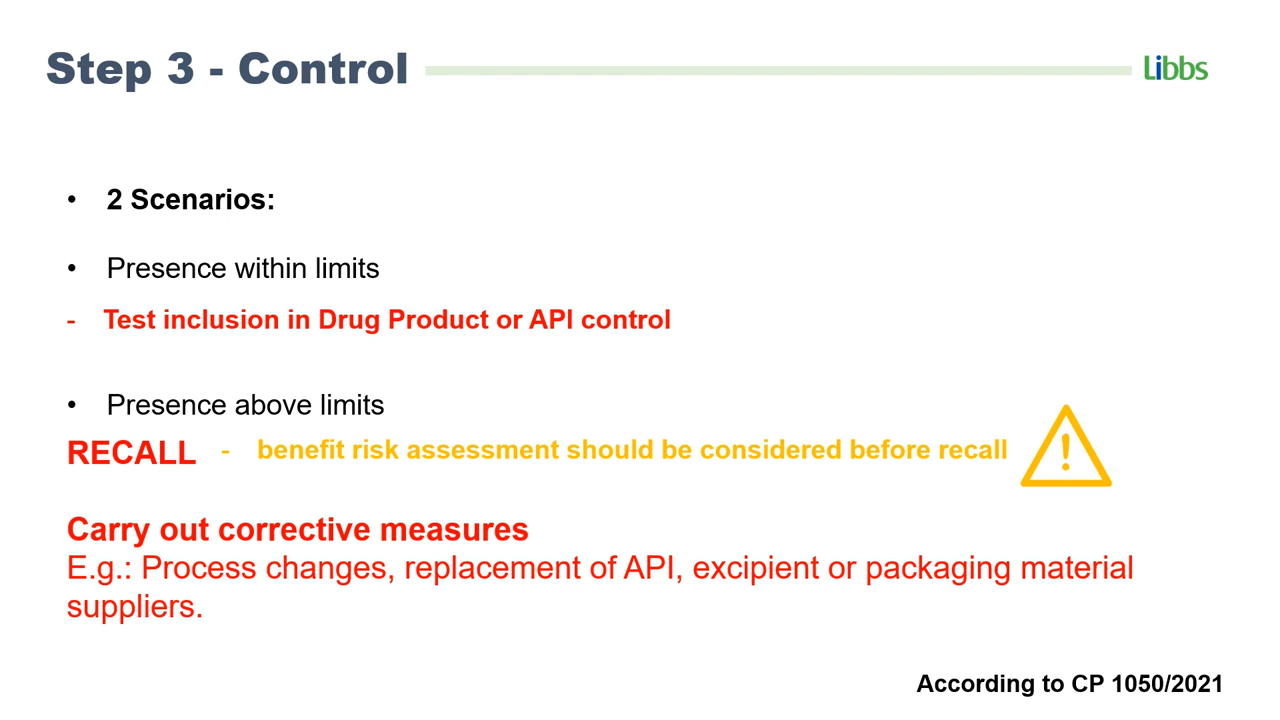 Step 3 - Control
Libbs
• 2 Scenarios:
• Presence within limits
- Test inclusion in Drug Product or API control
• Presence above limits
RECALL - benefit risk assessment should be considered before recall
Carry out corrective measures
E.g.: Process changes, replacement of API, excipient or packaging material
suppliers.
According to CP 1050/2021